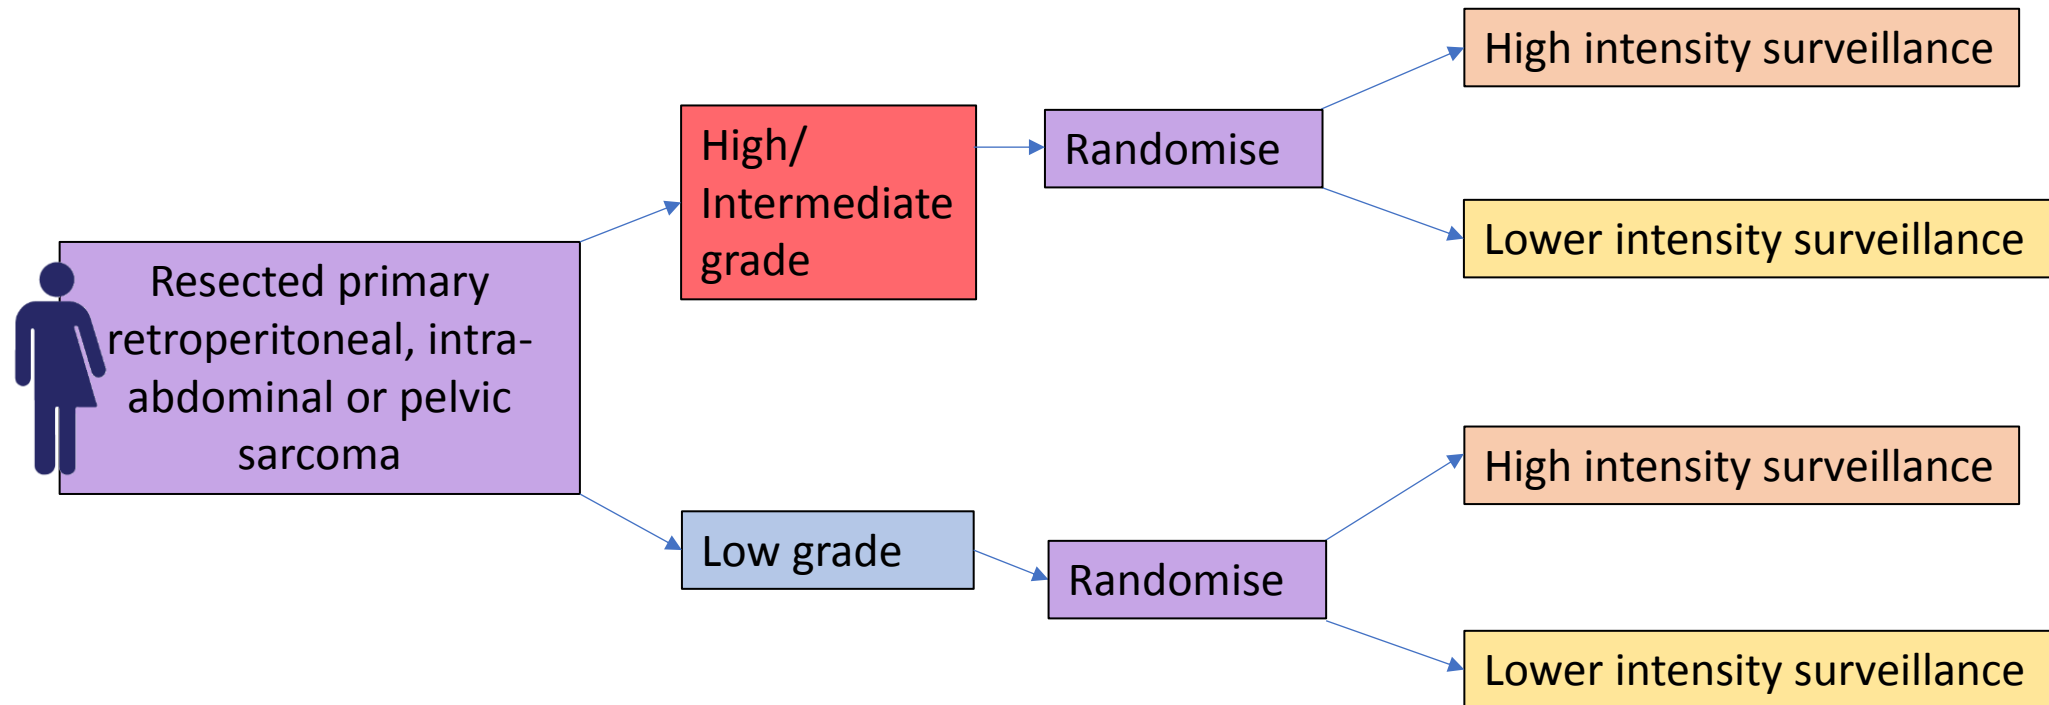 Resected primary
retroperitoneal, intra-
abdominal or pelvic
sarcoma
High/
Intermediate
grade
Randomise
High intensity surveillance
Lower intensity surveillance
Low grade
Randomise
High intensity surveillance
Lower intensity surveillance